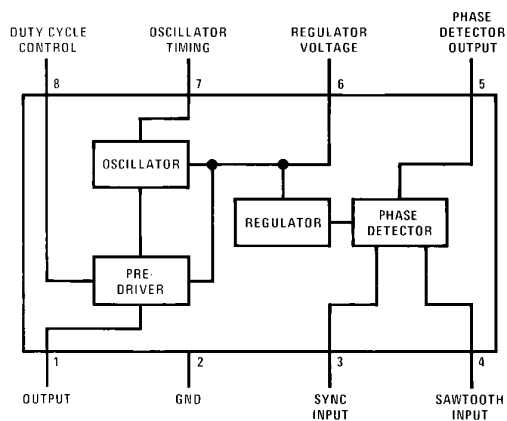 DUTY CYCLE
CONTROL
OSCILLATOR
TIMING
REGULATOR
VOLTAGE
PHASE
DETECTOR
OUTPUT
8
7
6
5
OSCILLATOR
REGULATOR
PHASE
DETECTOR
PRE-
DRIVER
1
2
3
4
OUTPUT
GND
SYNC
INPUT
SAWTOOTH
INPUT